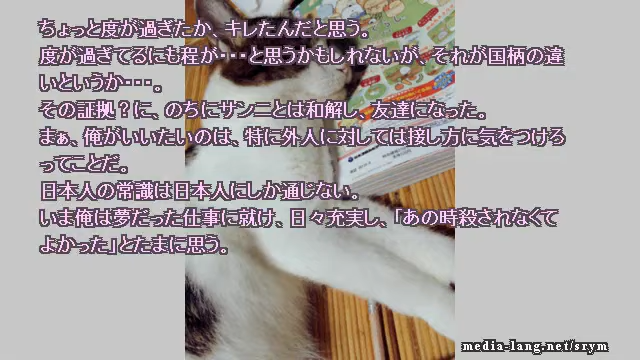 ちょっと度が過ぎたか、キレたんだと思う。
度が過ぎてるにも程が・・・と思うかもしれないが、それが国柄の違
いというか・・・。
その証拠？に、のちにサンニとは和解し、友達になった。
まぁ、俺がいいたいのは、特に外人に対しては接し方に気をつけろ
ってことだ。
日本人の常識は日本人にしか通じない。
いま俺は夢だった仕事に就け、日々充実し、「あの時殺されなくて
よかった」とたまに思う。
media-lang.net/srym